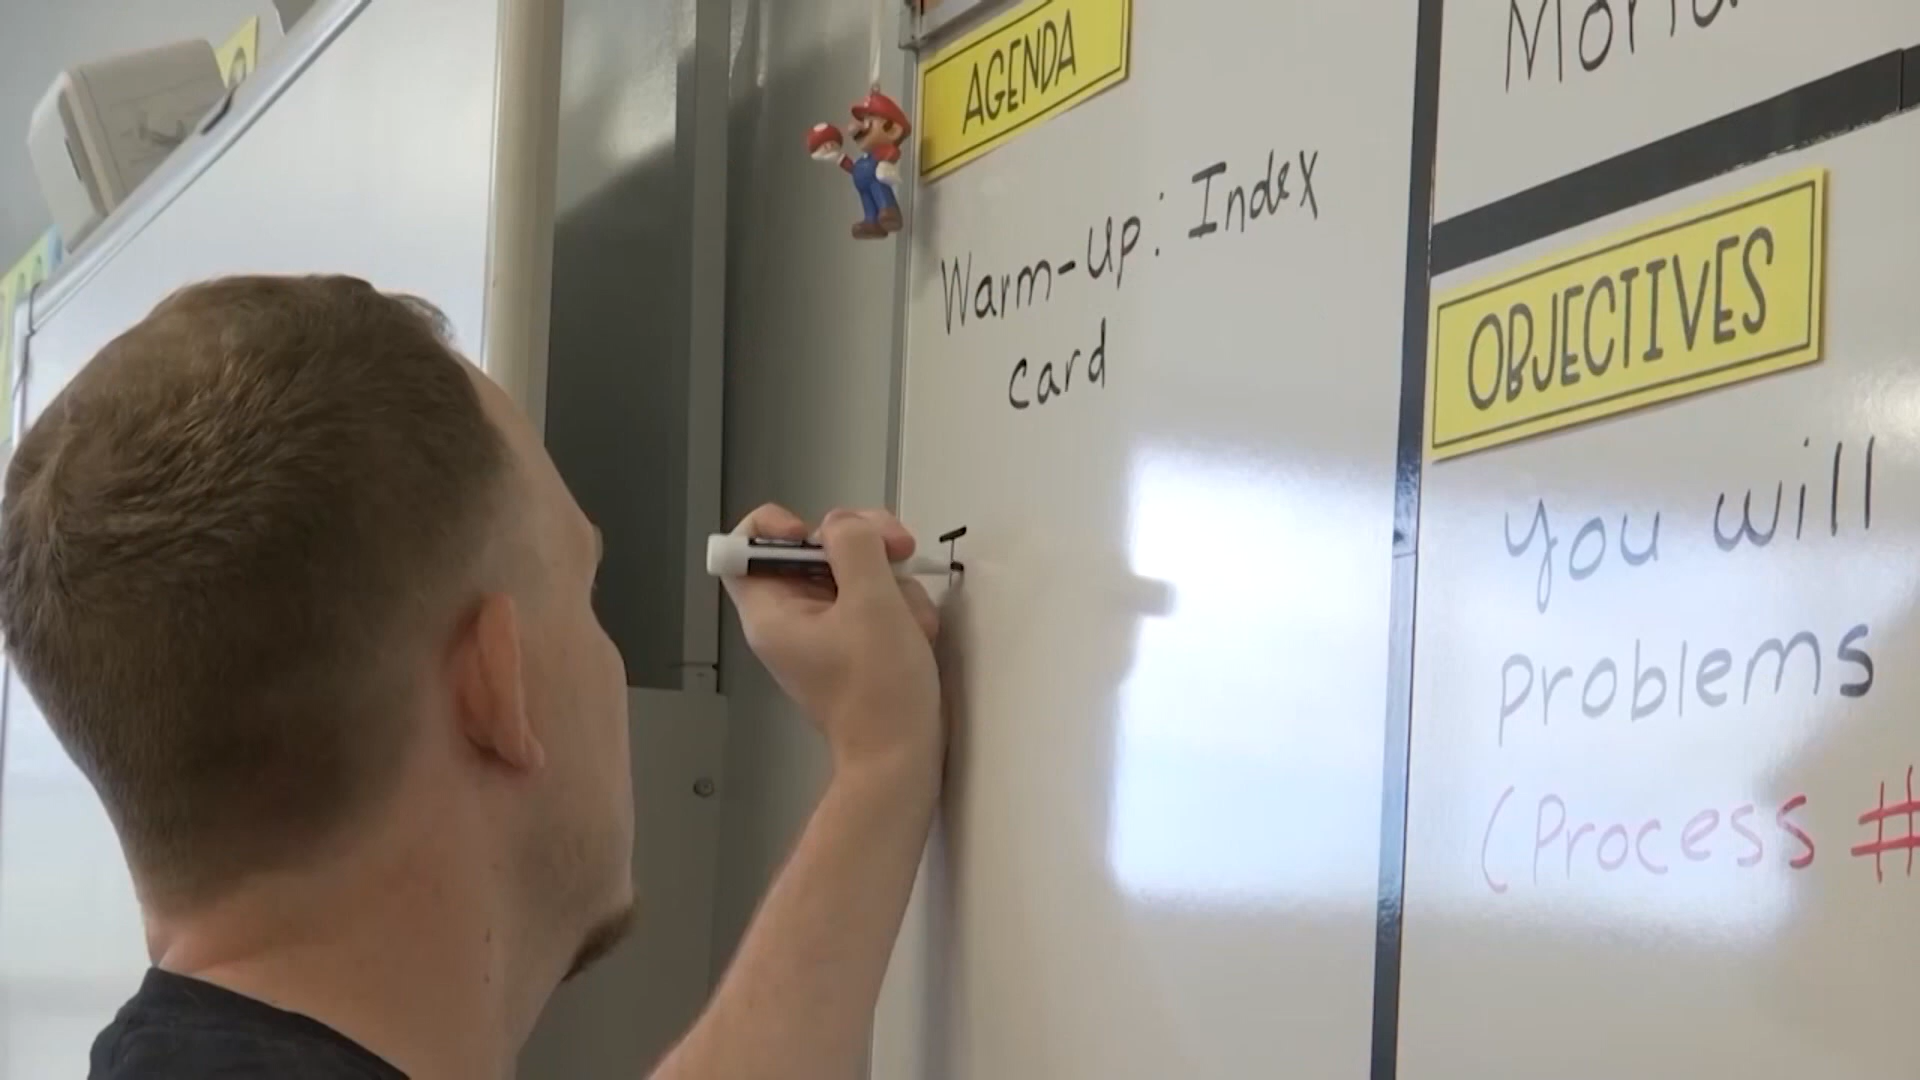 AGENDA
Warm-Up: Index
card
I
OBJECTIVES
You will
problems
(Process #